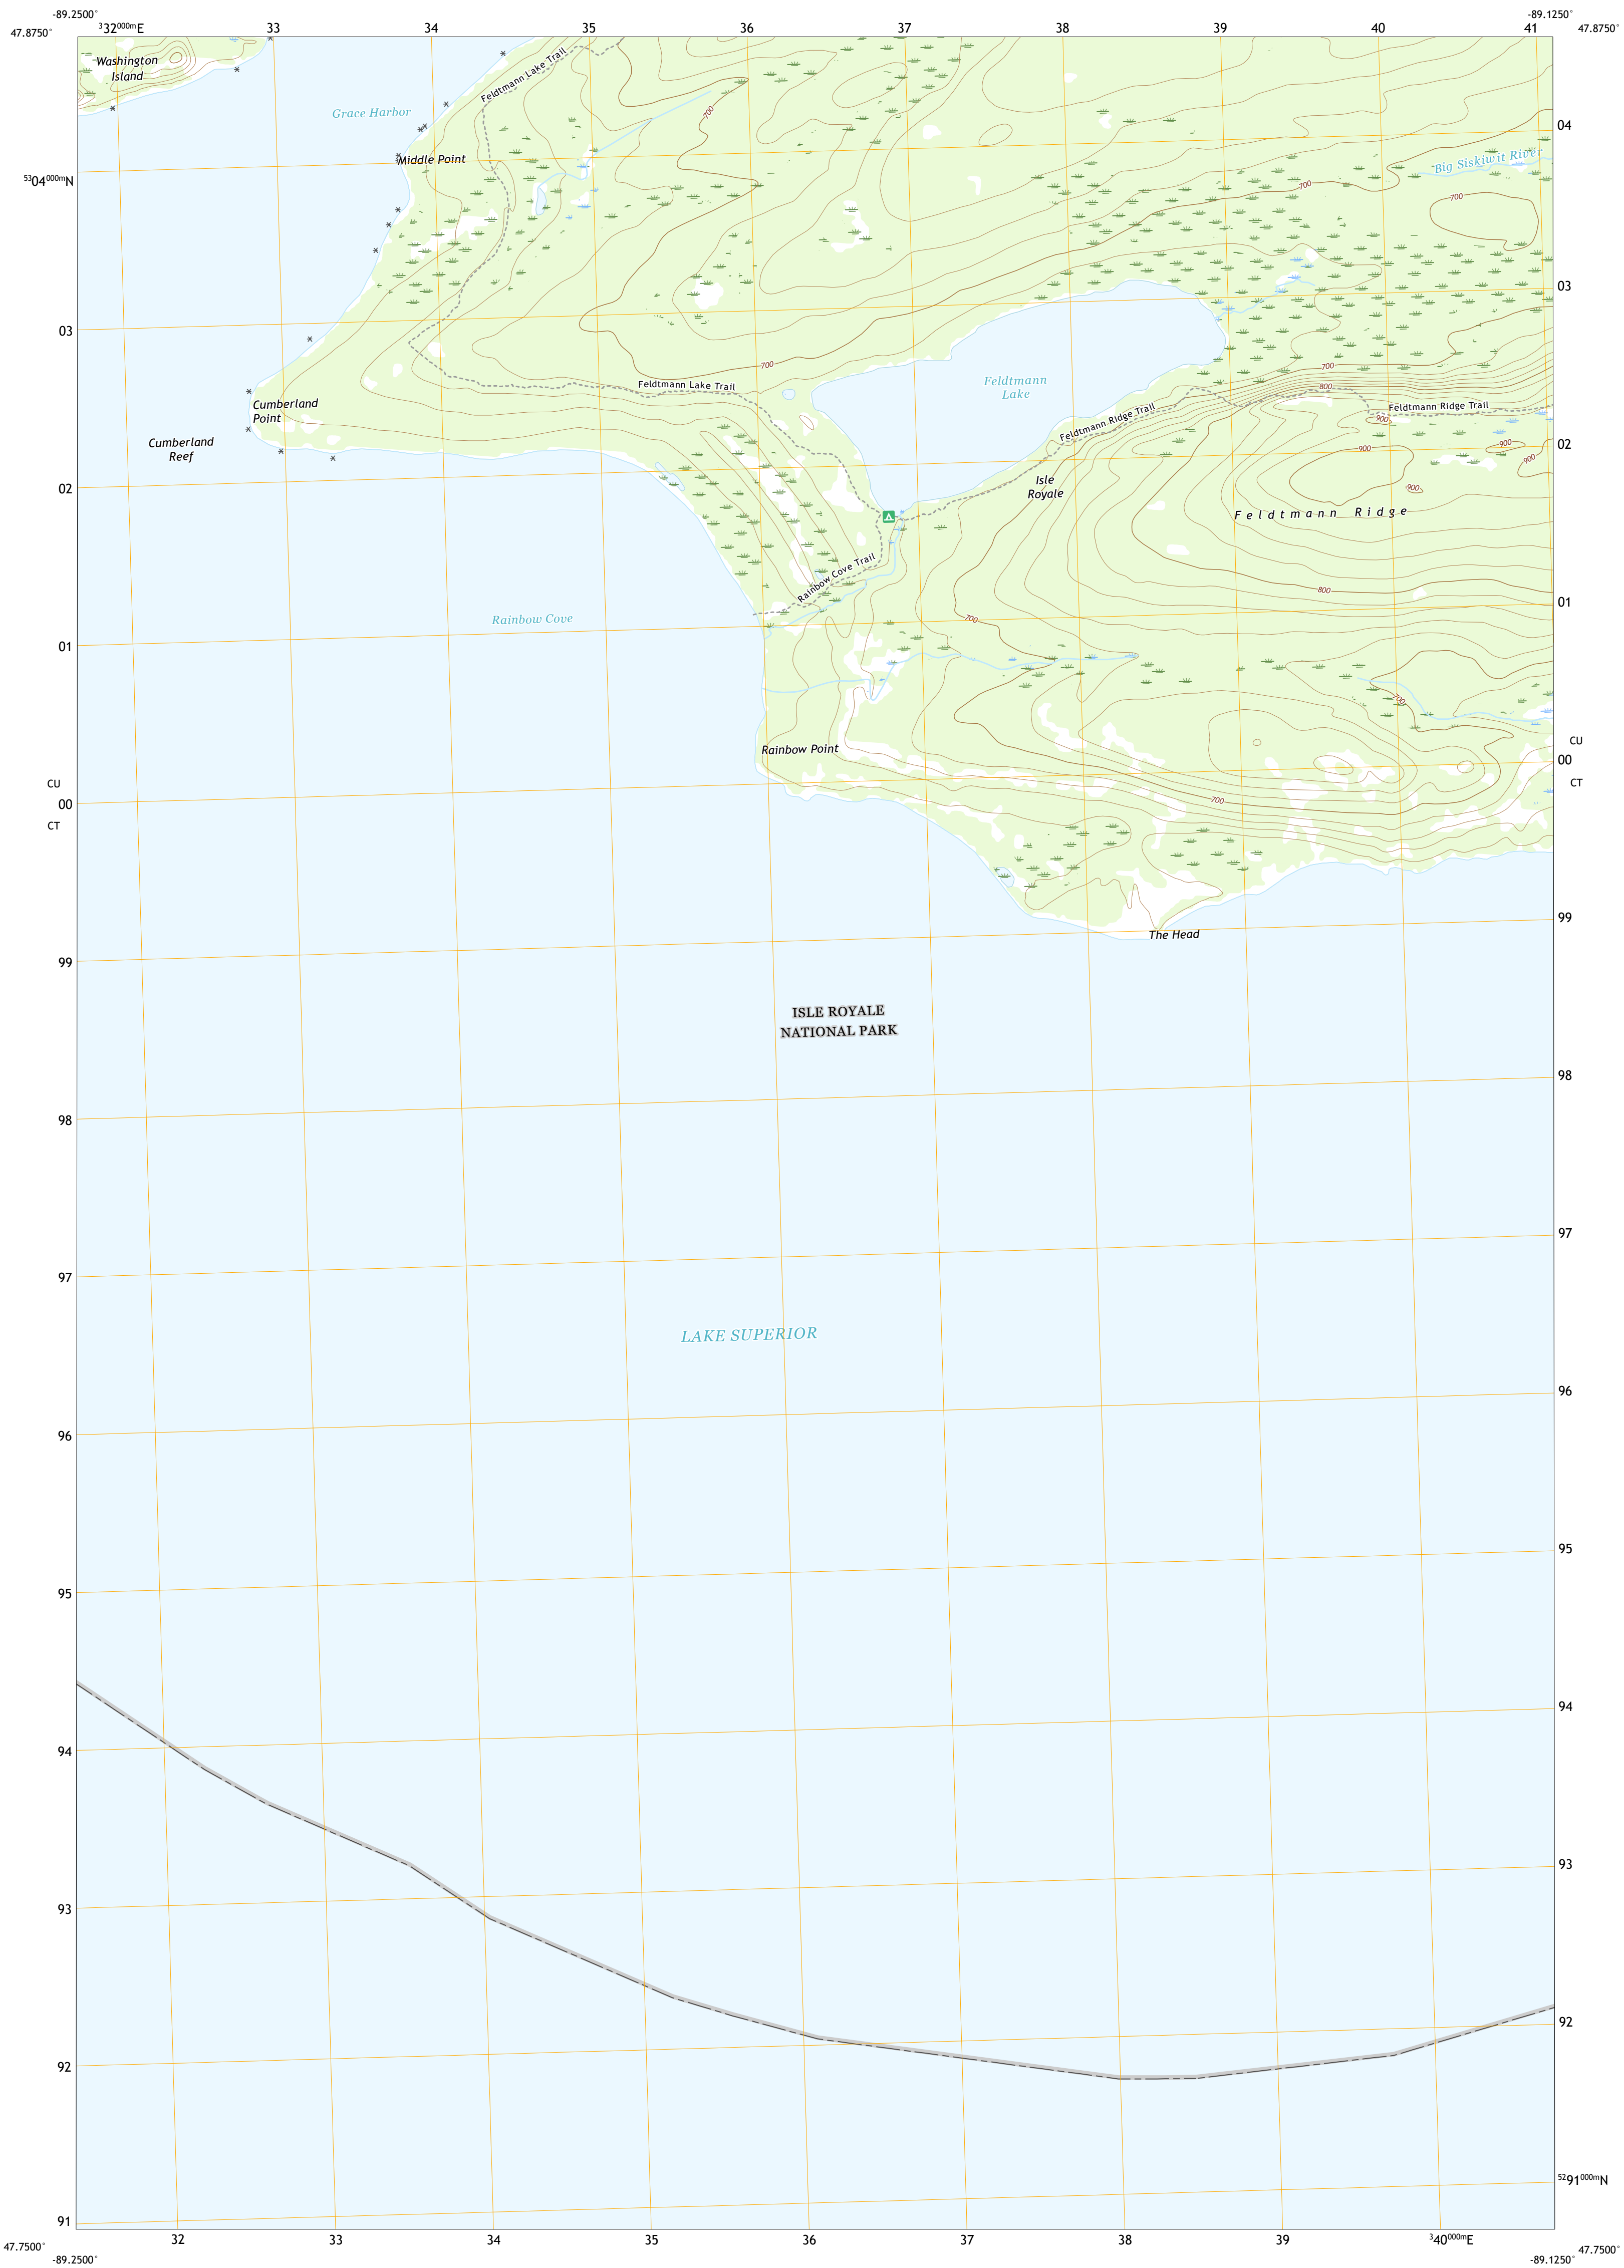 -89.2500°
-89.1250°
47.8750°
³32⁰⁰⁰ᵐE
33
34
35
36
37
38
39
40
41
47.8750°
Washington
Island
Grace Harbor
Feldtmann Lake Trail
700
Middle Point
04
Big Siskiwit River
⁵³04⁰⁰⁰ᵐN
700
700
03
03
700
Feldtmann Lake Trail
700
800
Feldtmann
Lake
Cumberland
Point
Feldtmann Ridge Trail
Feldtmann Ridge Trail
900
Cumberland
Reef
02
900
900
900
02
Isle
Royale
900
Feldtmann Ridge
Rainbow Cove Trail
800
01
Rainbow Cove
700
01
700
Rainbow Point
CU
00
CT
CU
00
CT
700
99
The Head
99
ISLE ROYALE
NATIONAL PARK
98
98
97
97
LAKE SUPERIOR
96
96
95
95
94
94
93
93
92
92
⁵²91⁰⁰⁰ᵐN
91
32
33
34
35
36
37
38
39
³40⁰⁰⁰ᵐE
47.7500°
47.7500°
-89.2500°
-89.1250°